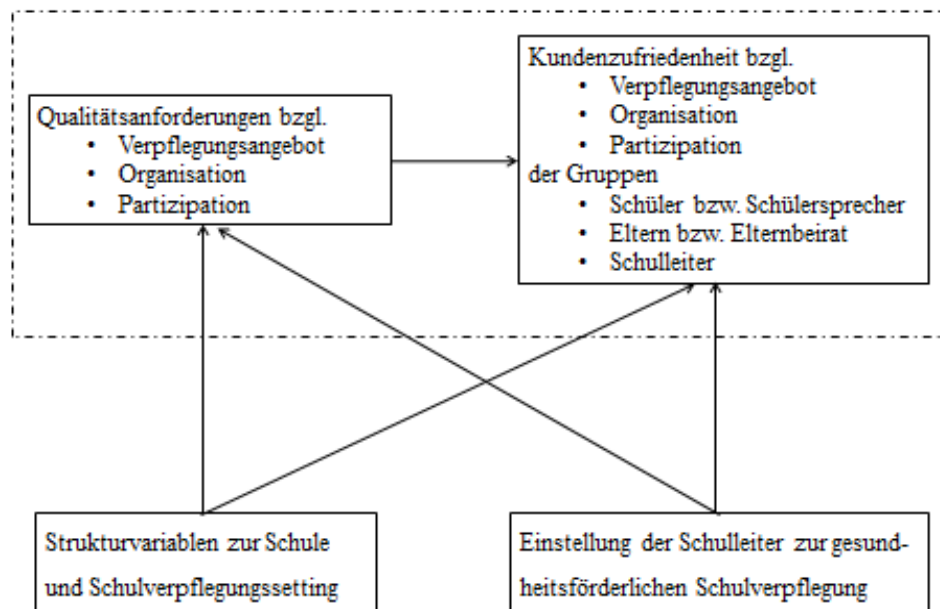 Qualitätsanforderungen bzgl.
• Verpflegungsangebot
• Organisation
• Partizipation
Kundenzufriedenheit bzgl.
• Verpflegungsangebot
• Organisation
• Partizipation
der Gruppen
• Schüler bzw. Schülersprecher
• Eltern bzw. Elternbeirat
• Schulleiter
Strukturvariablen zur Schule
und Schulverpflegungssetting
Einstellung der Schulleiter zur gesund-
heitsförderlichen Schulverpflegung